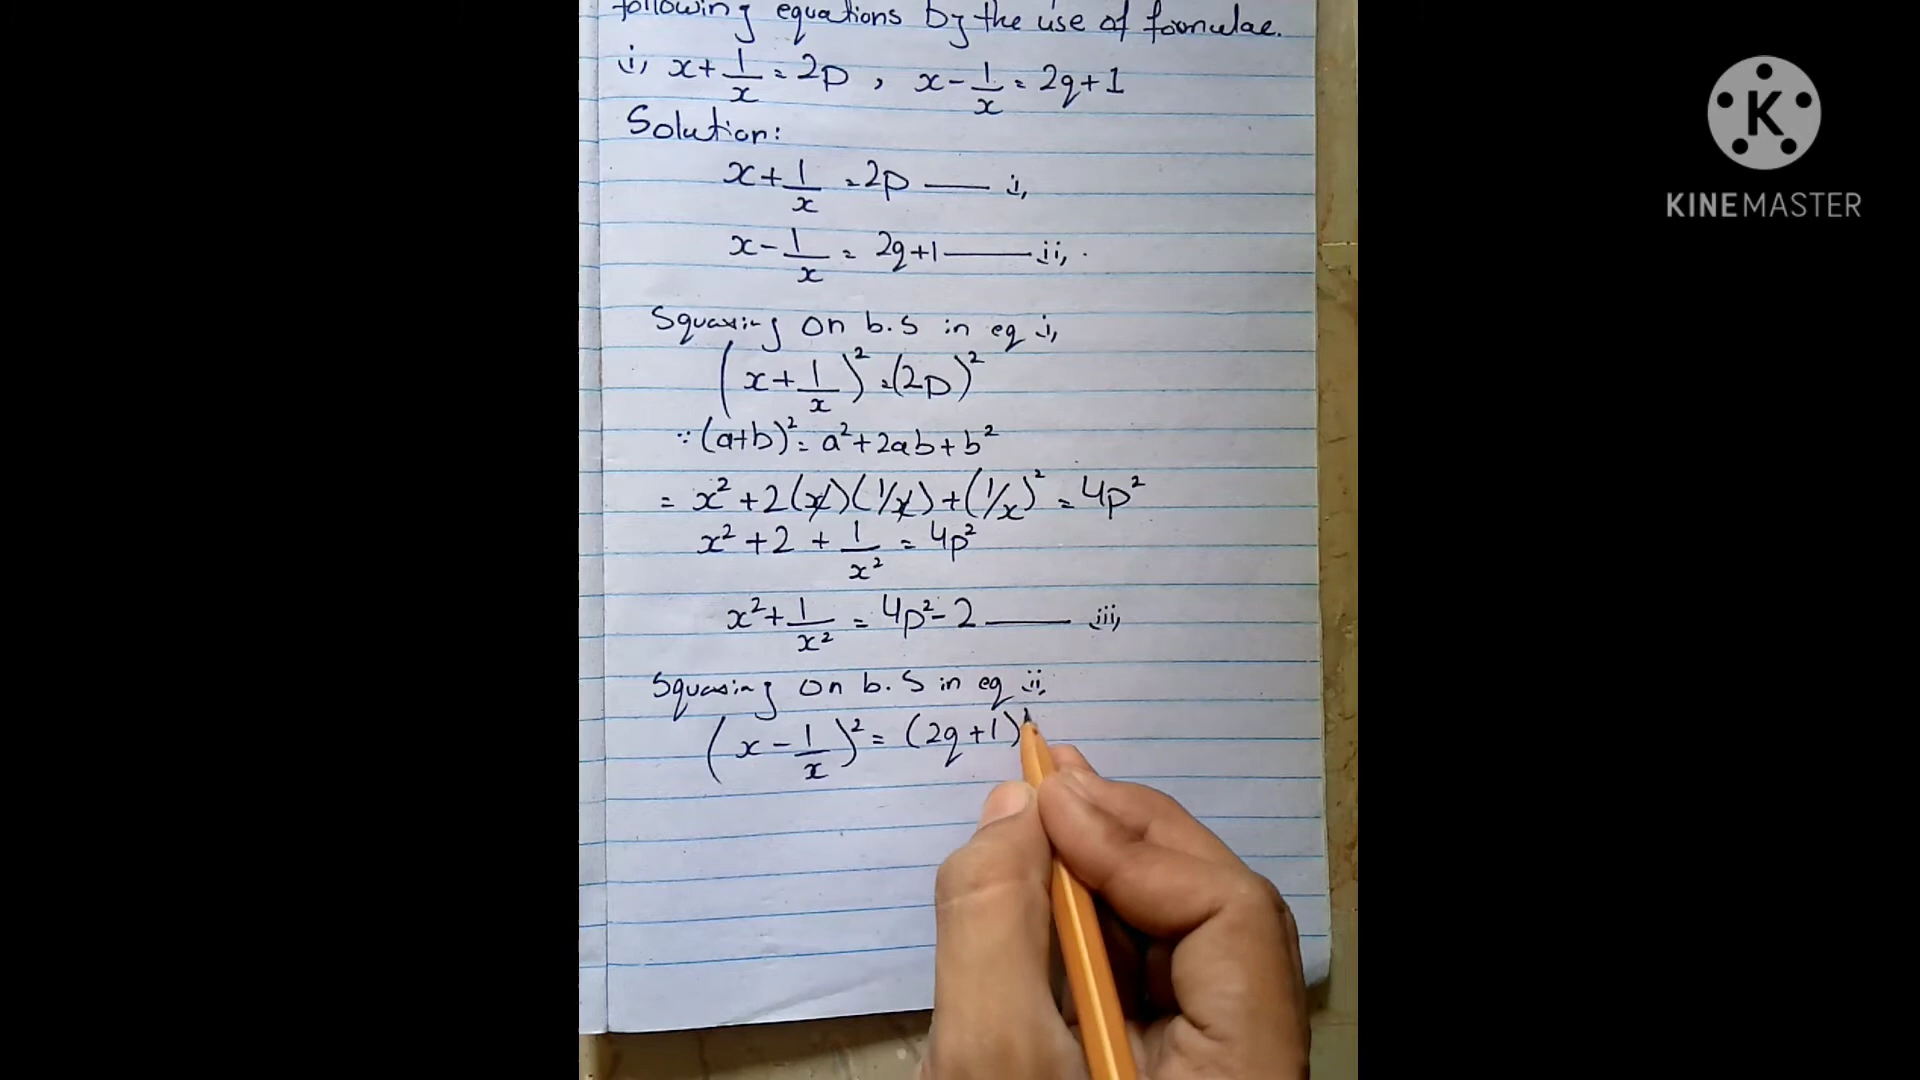 following equations by the use of formulae.
i, x + 1/x = 2p , x - 1/x = 2q+1
Solution:
x + 1/x = 2p —— i,
x - 1/x = 2q+1 —— ii,
Squaring on b.s in eq i,
(x + 1/x)² = (2p)²
∵ (a+b)² = a² + 2ab + b²
= x² + 2(x)(1/x) + (1/x)² = 4p²
x² + 2 + 1/x² = 4p²
x² + 1/x² = 4p² - 2 —— iii,
Squaring on b.s in eq ii,
(x - 1/x)² = (2q+1)
K
KINEMASTER